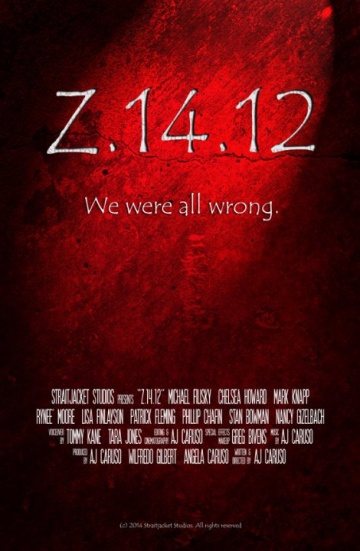 Z.14.12
We were all wrong.
STRAITJACKET STUDIOS PRESENTS "Z.14.12" MICHAEL FILISKY CHELSEA HOWARD MARK KNAPP
RYNEE' MOORE LISA FINLAYSON PATRICK FLEMING PHILLIP CHAFIN STAN BOWMAN NANCY GIZELBACH
VOICEOVER BY TOMMY KANE TARA JONES EDITING & CINEMATOGRAPHY AJ CARUSO SPECIAL EFFECTS MAKEUP GREG BIVENS MUSIC BY AJ CARUSO
PRODUCED BY AJ CARUSO WILFREDO GILBERT ANGELA CARUSO WRITTEN & DIRECTED BY AJ CARUSO
(c) 2014 Straitjacket Studios. All rights reserved.